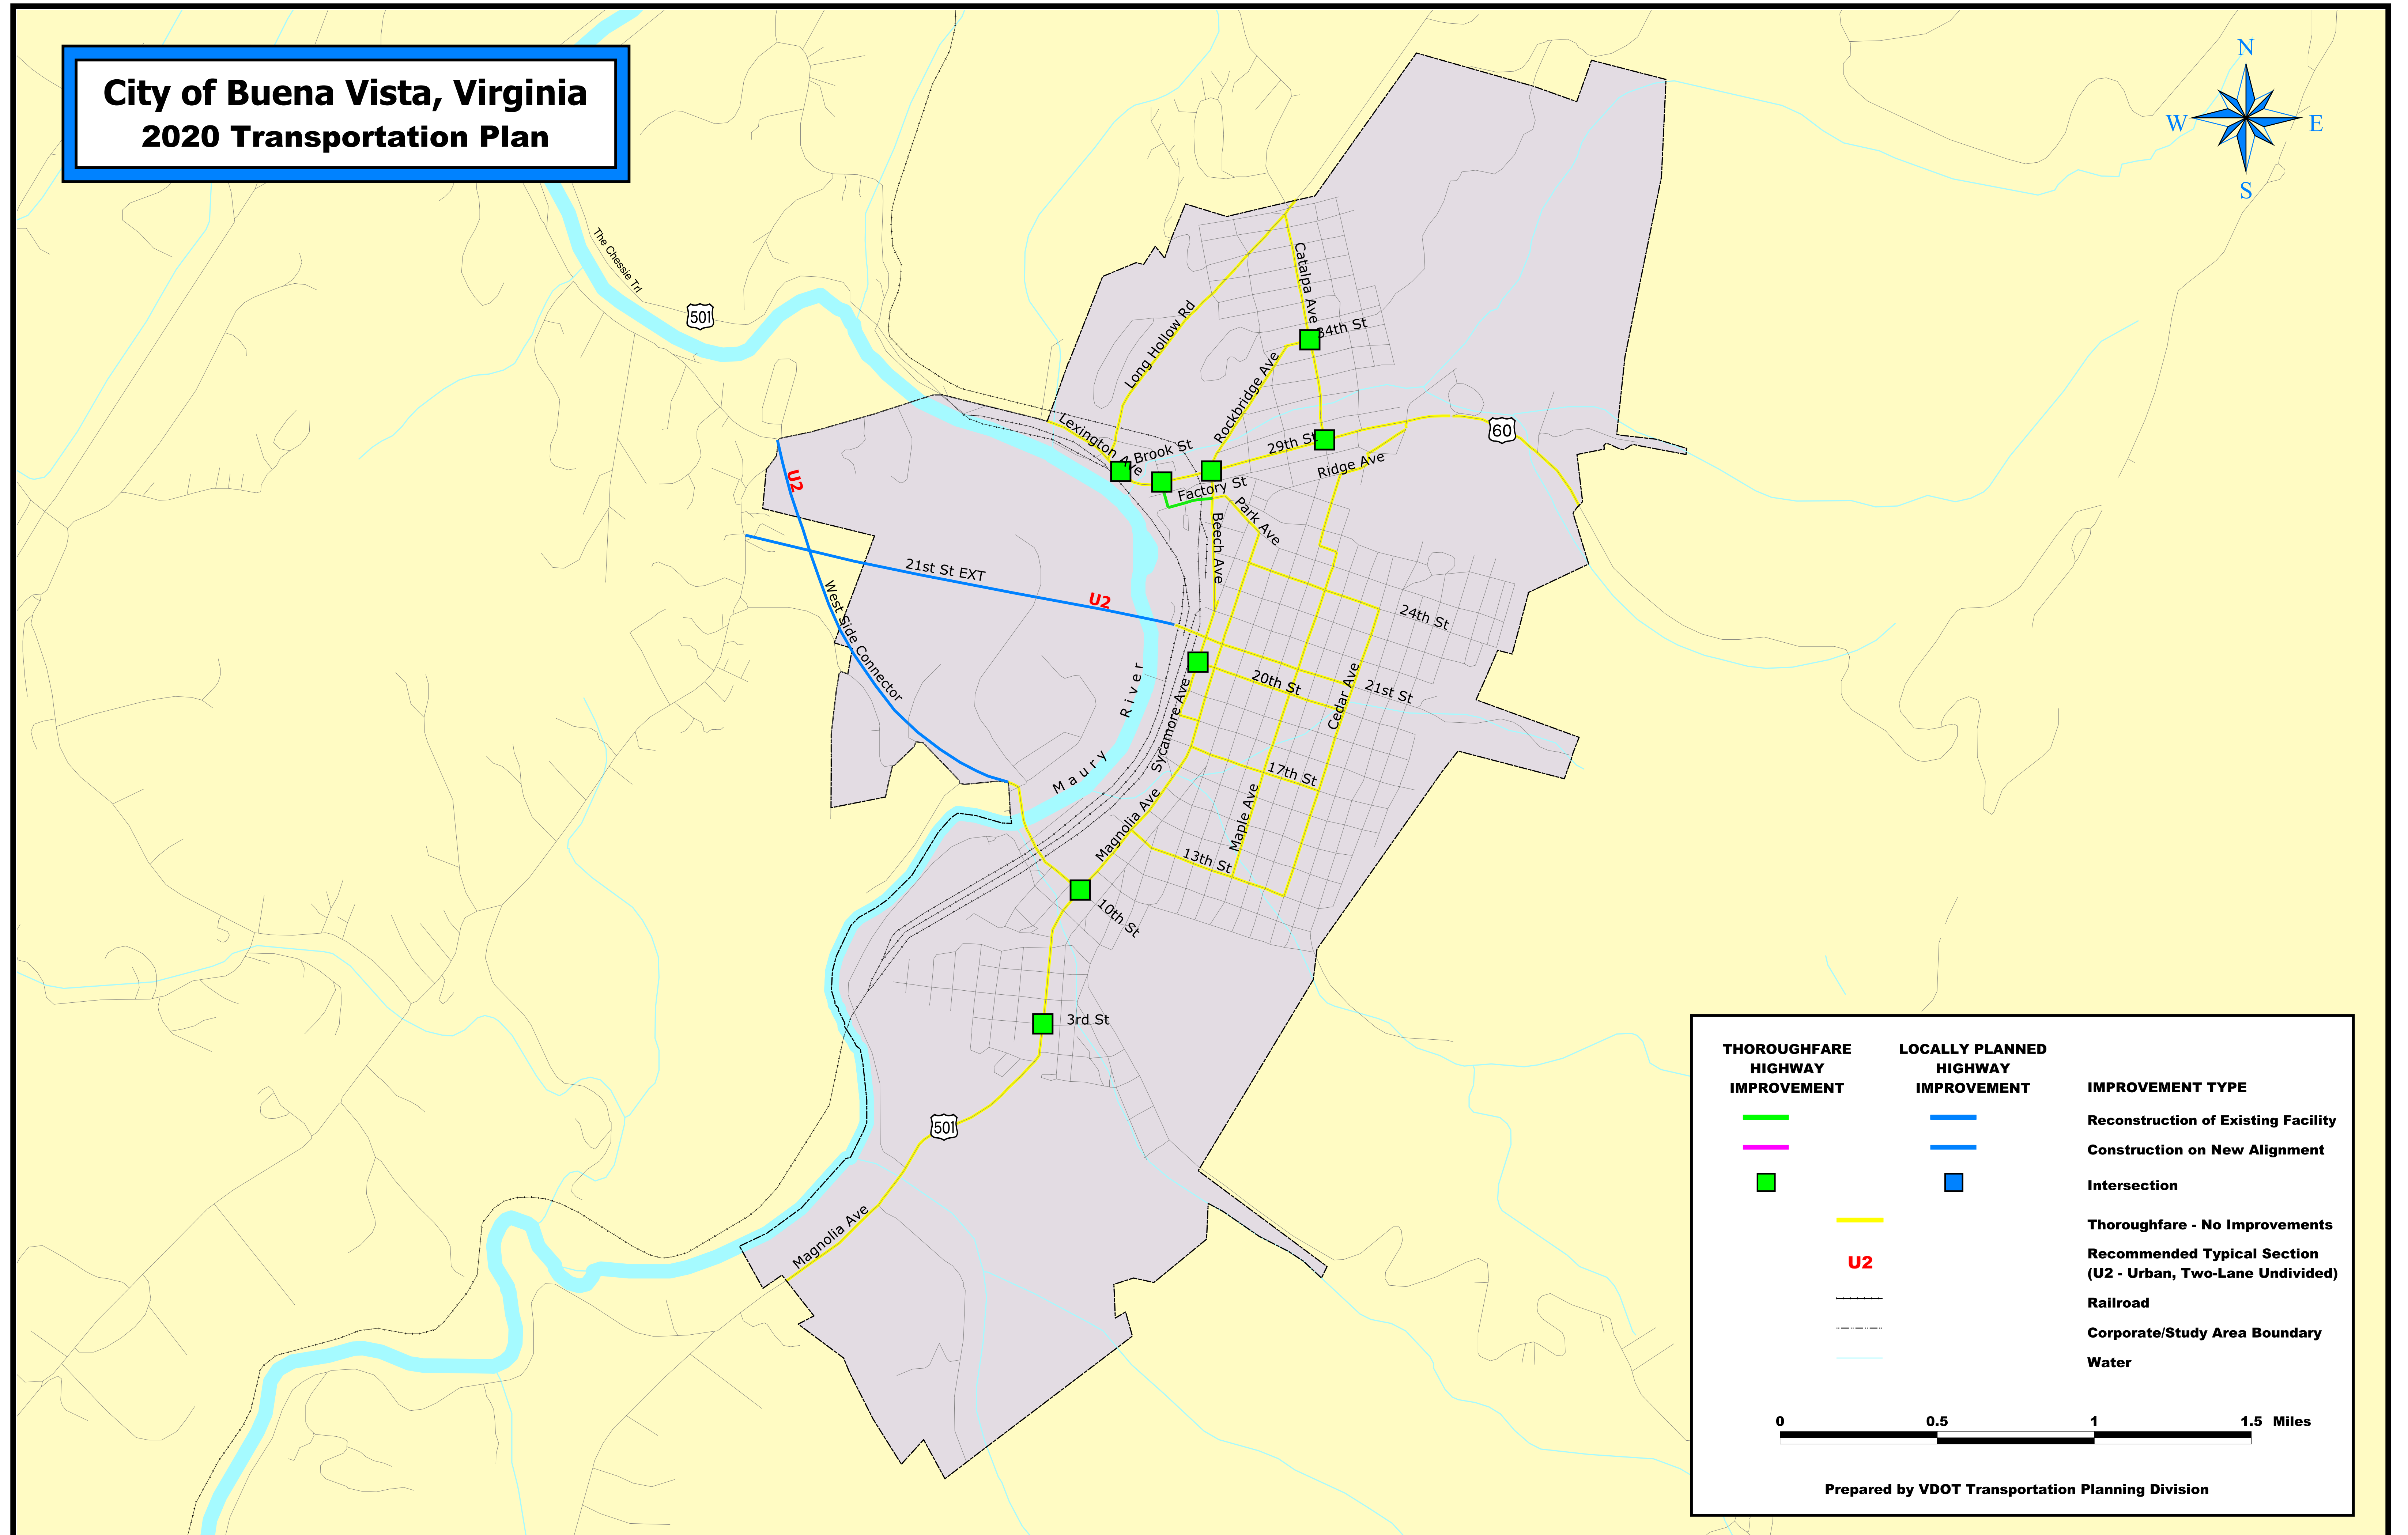 City of Buena Vista, Virginia
2020 Transportation Plan
N
W
E
S
The Chessie Trl
501
Catalpa Ave
34th St
Long Hollow Rd
Rockbridge Ave
Lexington Ave
Brook St
29th St
60
Ridge Ave
Factory St
Park Ave
Beech Ave
U2
21st St EXT
U2
West Side Connector
24th St
River
20th St
21st St
Cedar Ave
Sycamore Ave
Maury
17th St
Magnolia Ave
Maple Ave
13th St
10th St
3rd St
501
Magnolia Ave
THOROUGHFARE
HIGHWAY
IMPROVEMENT
LOCALLY PLANNED
HIGHWAY
IMPROVEMENT
IMPROVEMENT TYPE
Reconstruction of Existing Facility
Construction on New Alignment
Intersection
Thoroughfare - No Improvements
U2
Recommended Typical Section
(U2 - Urban, Two-Lane Undivided)
Railroad
Corporate/Study Area Boundary
Water
0 0.5 1 1.5 Miles
Prepared by VDOT Transportation Planning Division